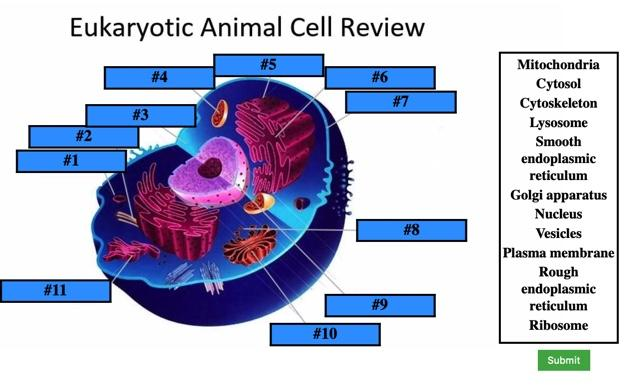 Eukaryotic Animal Cell Review
#5
#4
#6
#7
#3
#2
#1
#8
#11
#9
#10
Mitochondria
Cytosol
Cytoskeleton
Lysosome
Smooth
endoplasmic
reticulum
Golgi apparatus
Nucleus
Vesicles
Plasma membrane
Rough
endoplasmic
reticulum
Ribosome
Submit